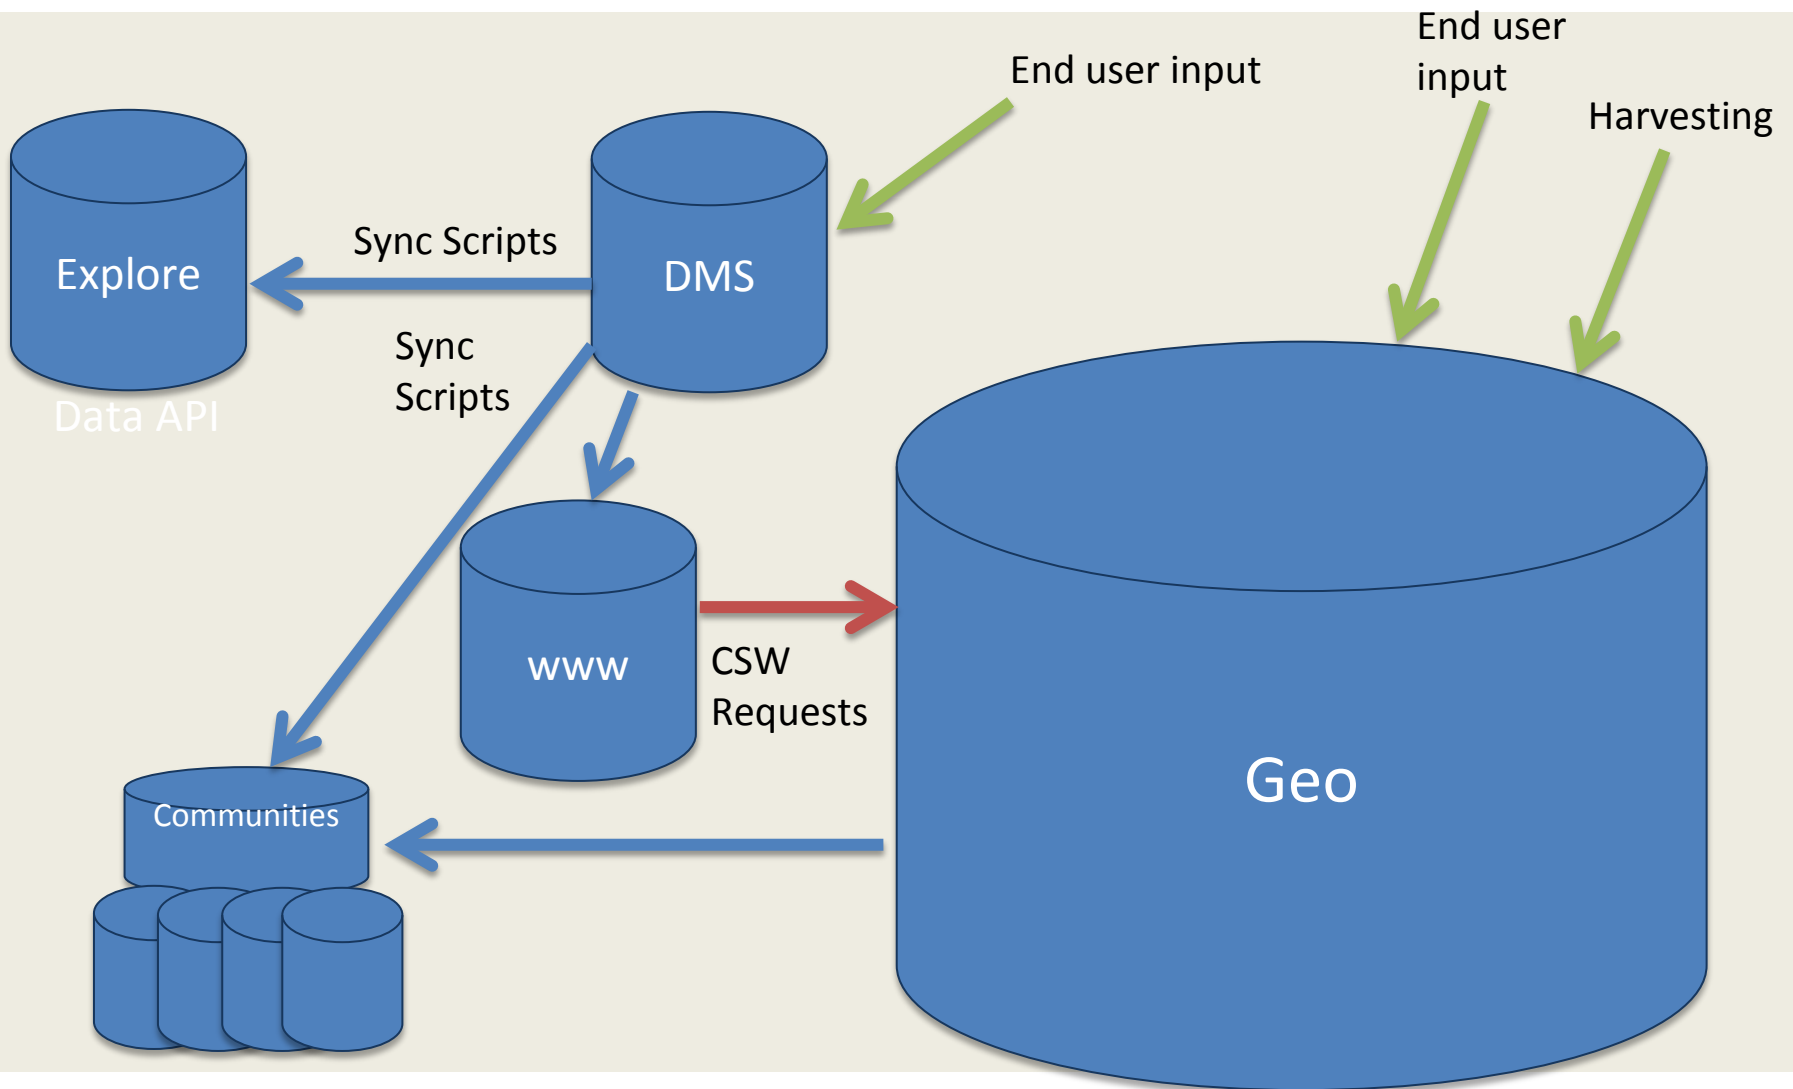 End user
input
End user input
Harvesting
Sync Scripts
Explore
DMS
Sync
Scripts
Data API
www
CSW
Requests
Geo
Communities